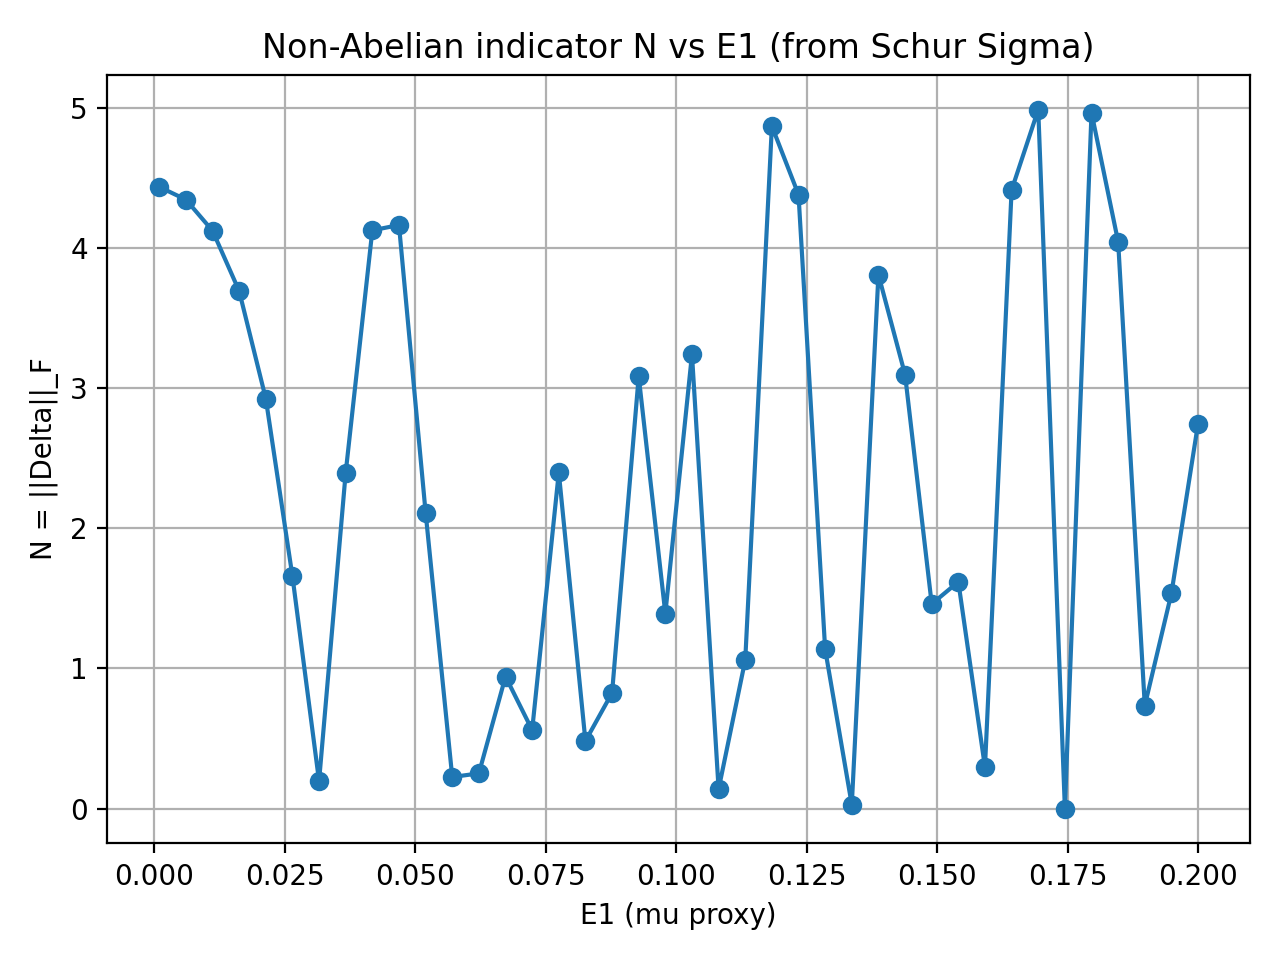 Non-Abelian indicator N vs E1 (from Schur Sigma)
N = ||Delta||_F
5
4
3
2
1
0
0.000 0.025 0.050 0.075 0.100 0.125 0.150 0.175 0.200
E1 (mu proxy)